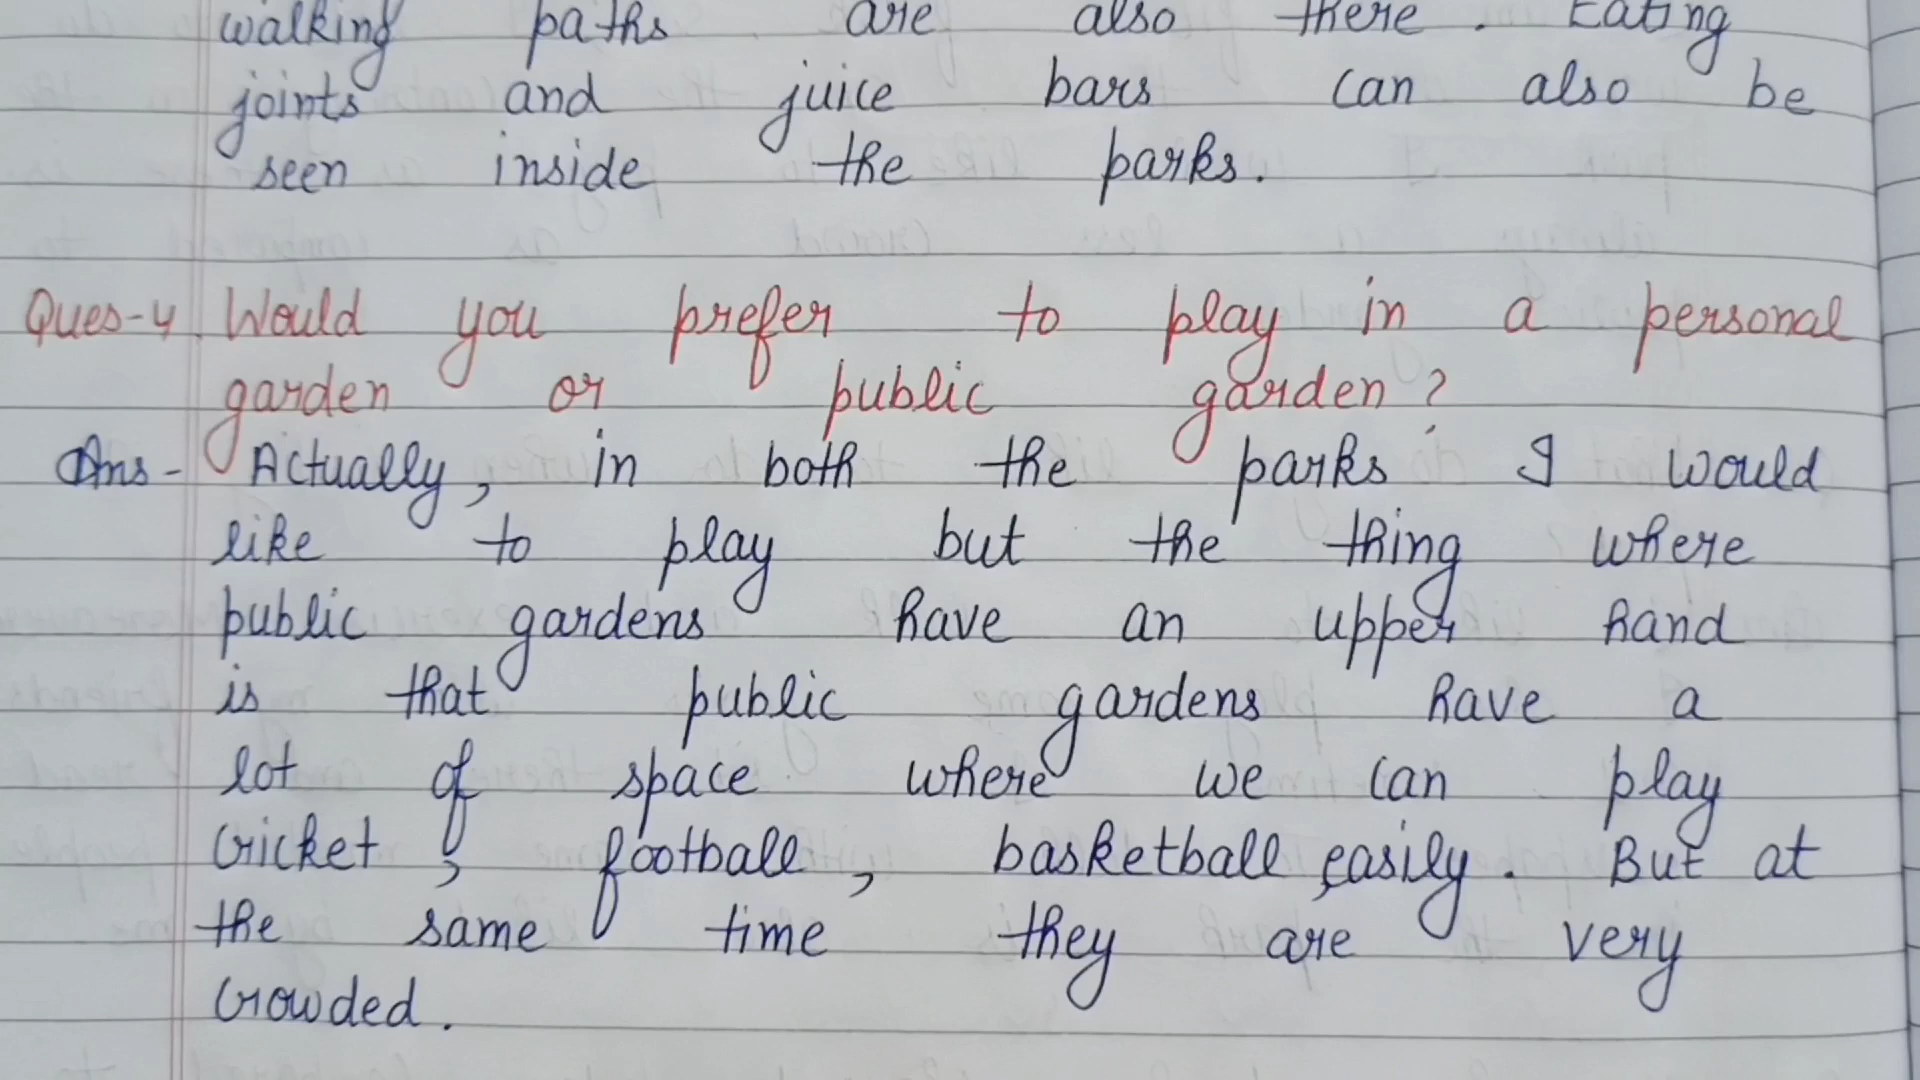 walking paths are also there. Eating
joints and juice bars can also be
seen inside the parks.
Ques-4. Would you prefer to play in a personal
garden or public garden?
Ans- Actually, in both the parks I would
like to play but the thing where
public gardens have an upper hand
is that public gardens have a
lot of space where we can play
cricket, football, basketball easily. But at
the same time they are very
crowded.